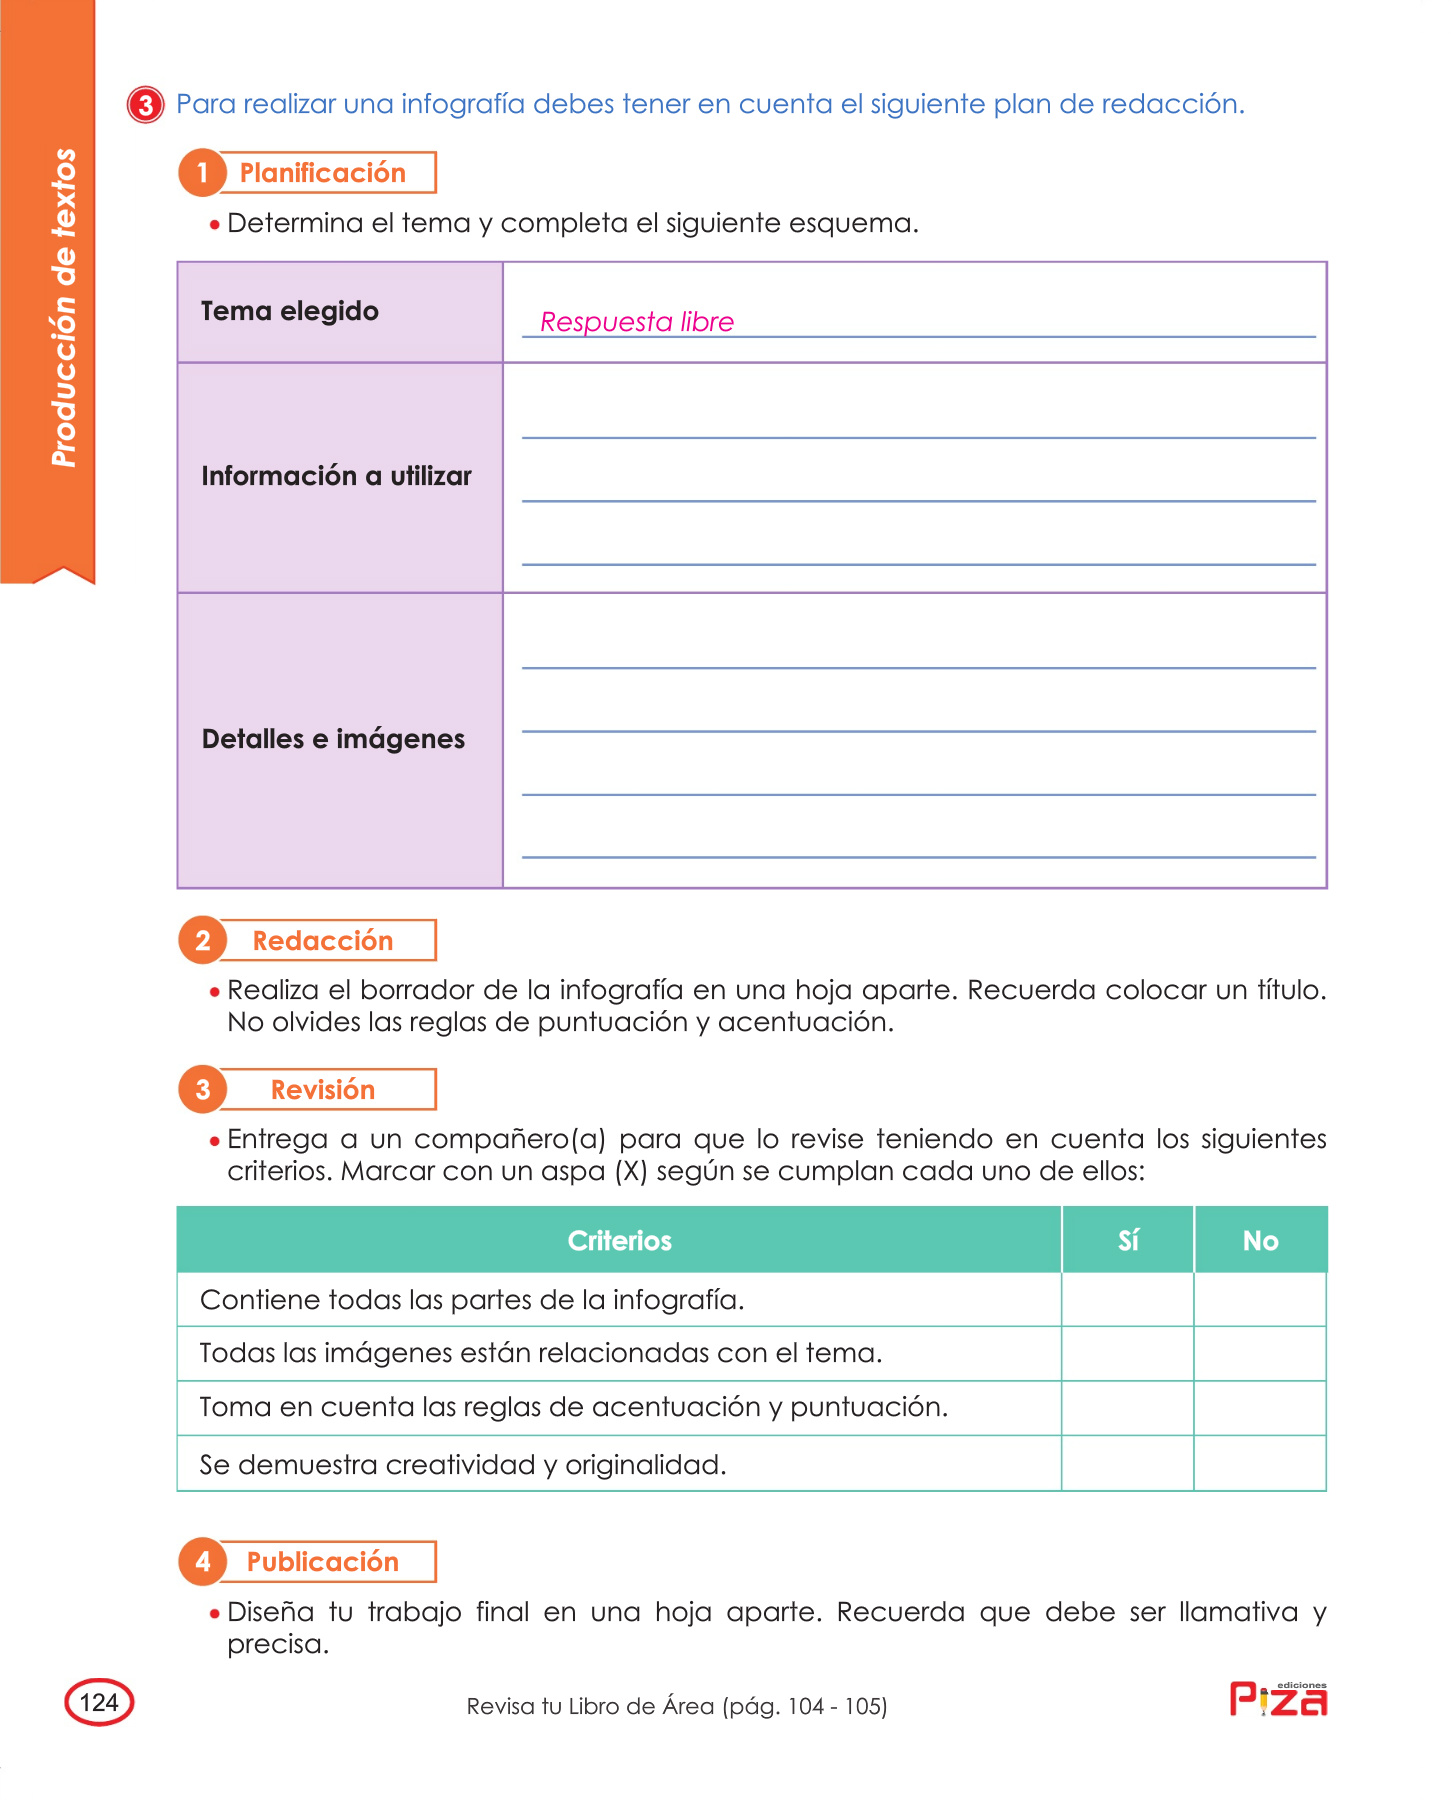 Producción de textos
3 Para realizar una infografía debes tener en cuenta el siguiente plan de redacción.
1 Planificación
• Determina el tema y completa el siguiente esquema.
Tema elegido
Respuesta libre
Información a utilizar
Detalles e imágenes
2 Redacción
• Realiza el borrador de la infografía en una hoja aparte. Recuerda colocar un título.
No olvides las reglas de puntuación y acentuación.
3 Revisión
• Entrega a un compañero(a) para que lo revise teniendo en cuenta los siguientes
criterios. Marcar con un aspa (X) según se cumplan cada uno de ellos:
Criterios Sí No
Contiene todas las partes de la infografía.
Todas las imágenes están relacionadas con el tema.
Toma en cuenta las reglas de acentuación y puntuación.
Se demuestra creatividad y originalidad.
4 Publicación
• Diseña tu trabajo final en una hoja aparte. Recuerda que debe ser llamativa y
precisa.
124
Revisa tu Libro de Área (pág. 104 - 105)
ediciones
Piza